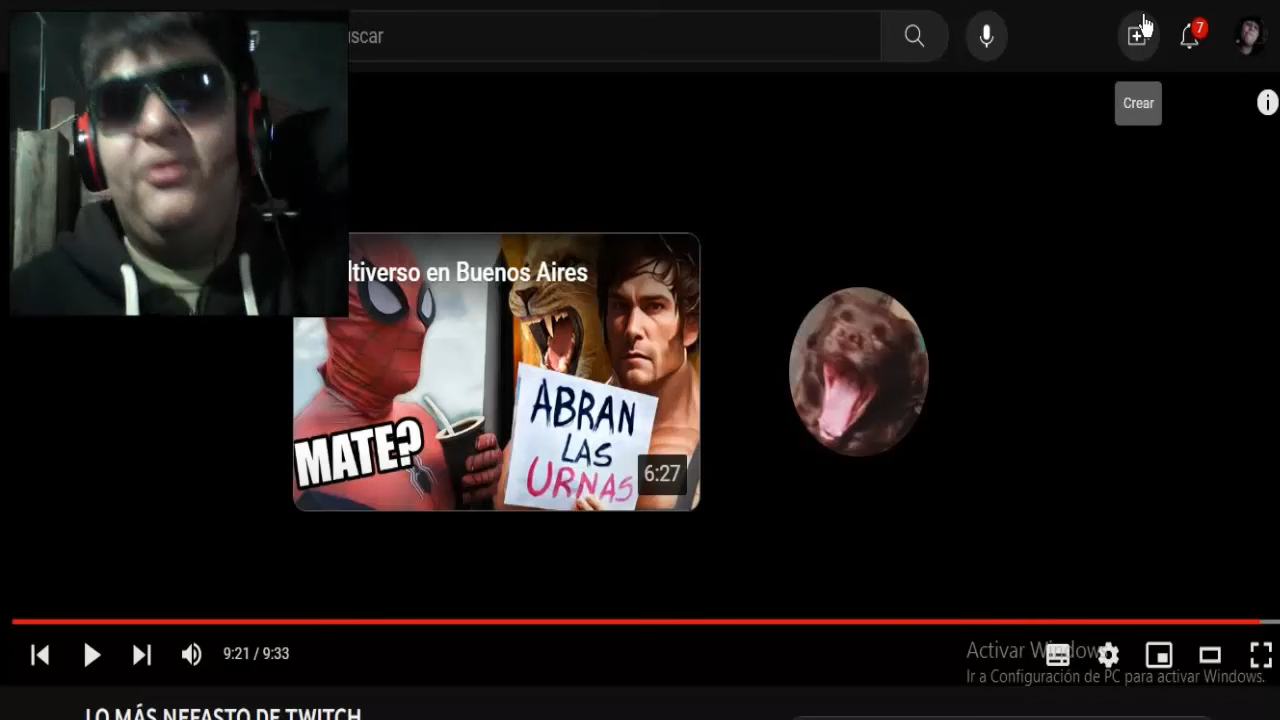 scar
7
Crear
ltiverso en Buenos Aires
MATE?
ABRAN
LAS
URNAS
6:27
9:21 / 9:33
Activar Windows
Ir a Configuración de PC para activar Windows.
LO MÁS NEFASTO DE TWITCH